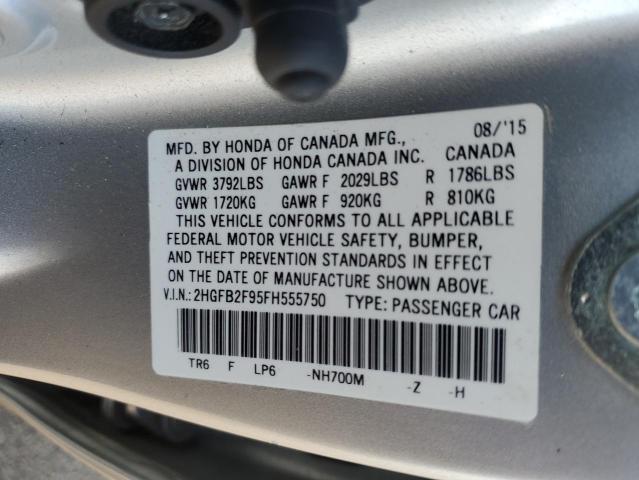 MFD. BY HONDA OF CANADA MFG., 08/'15
A DIVISION OF HONDA CANADA INC. CANADA
GVWR 3792LBS GAWR F 2029LBS R 1786LBS
GVWR 1720KG GAWR F 920KG R 810KG
THIS VEHICLE CONFORMS TO ALL APPLICABLE
FEDERAL MOTOR VEHICLE SAFETY, BUMPER,
AND THEFT PREVENTION STANDARDS IN EFFECT
ON THE DATE OF MANUFACTURE SHOWN ABOVE.
V.I.N.: 2HGFB2F95FH555750 TYPE: PASSENGER CAR
TR6 F LP6 -NH700M -Z -H